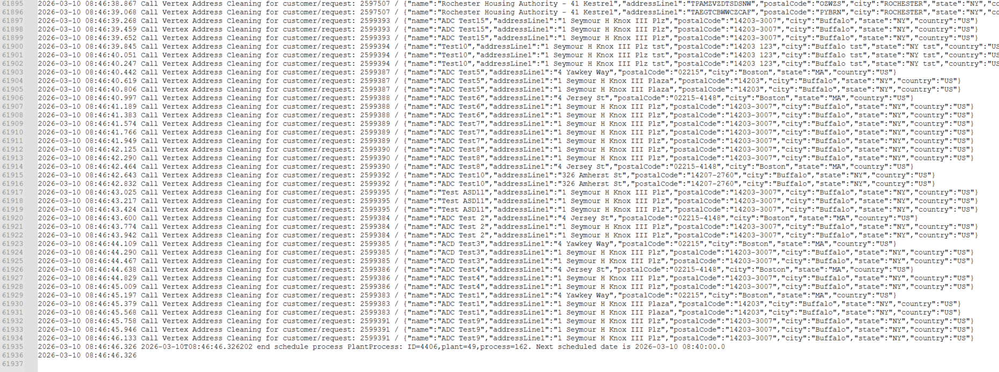 61895 2026-03-10 08:46:38.867 Call Vertex Address Cleaning for customer/request: 2597507 / {"name":"Rochester Housing Authority - 41 Kestrel","addressLine1":"TPAMZVZDTSDSNW","postalCode":"OZWZS","city":"ROCHESTER","state":"NY","co
61896 2026-03-10 08:46:39.068 Call Vertex Address Cleaning for customer/request: 2597507 / {"name":"Rochester Housing Authority - 41 Kestrel","addressLine1":"TAEGTCBWWCZCAF","postalCode":"PYBRN","city":"ROCHESTER","state":"NY","co
61897 2026-03-10 08:46:39.268 Call Vertex Address Cleaning for customer/request: 2599393 / {"name":"ADC Test15","addressLine1":"1 Seymour H Knox III Plz","postalCode":"14203-3007","city":"Buffalo","state":"NY","country":"US"}
61898 2026-03-10 08:46:39.459 Call Vertex Address Cleaning for customer/request: 2599393 / {"name":"ADC Test15","addressLine1":"1 Seymour H Knox III Plz","postalCode":"14203-3007","city":"Buffalo","state":"NY","country":"US"}
61899 2026-03-10 08:46:39.652 Call Vertex Address Cleaning for customer/request: 2599393 / {"name":"ADC Test15","addressLine1":"1 Seymour H Knox III Plz","postalCode":"14203-3007","city":"Buffalo","state":"NY","country":"US"}
61900 2026-03-10 08:46:39.845 Call Vertex Address Cleaning for customer/request: 2599394 / {"name":"Test10","addressLine1":"1 Seymour H Knox III Plz tst","postalCode":"14203 123","city":"Buffalo tst","state":"NY tst","country":"US
61901 2026-03-10 08:46:40.051 Call Vertex Address Cleaning for customer/request: 2599394 / {"name":"Test10","addressLine1":"1 Seymour H Knox III Plz tst","postalCode":"14203 123","city":"Buffalo tst","state":"NY tst","country":"US
61902 2026-03-10 08:46:40.247 Call Vertex Address Cleaning for customer/request: 2599394 / {"name":"Test10","addressLine1":"1 Seymour H Knox III Plz tst","postalCode":"14203 123","city":"Buffalo tst","state":"NY tst","country":"US
61903 2026-03-10 08:46:40.442 Call Vertex Address Cleaning for customer/request: 2599387 / {"name":"ADC Test5","addressLine1":"4 Yawkey Way","postalCode":"02215","city":"Boston","state":"MA","country":"US"}
61904 2026-03-10 08:46:40.619 Call Vertex Address Cleaning for customer/request: 2599387 / {"name":"ADC Test5","addressLine1":"1 Seymour H Knox III Plaza","postalCode":"14203","city":"Buffalo","state":"NY","country":"US"}
61905 2026-03-10 08:46:40.806 Call Vertex Address Cleaning for customer/request: 2599387 / {"name":"ADC Test5","addressLine1":"1 Seymour H Knox III Plaza","postalCode":"14203","city":"Buffalo","state":"NY","country":"US"}
61906 2026-03-10 08:46:40.997 Call Vertex Address Cleaning for customer/request: 2599388 / {"name":"ADC Test6","addressLine1":"4 Jersey St","postalCode":"02215-4148","city":"Boston","state":"MA","country":"US"}
61907 2026-03-10 08:46:41.189 Call Vertex Address Cleaning for customer/request: 2599388 / {"name":"ADC Test6","addressLine1":"1 Seymour H Knox III Plz","postalCode":"14203-3007","city":"Buffalo","state":"NY","country":"US"}
61908 2026-03-10 08:46:41.383 Call Vertex Address Cleaning for customer/request: 2599388 / {"name":"ADC Test6","addressLine1":"1 Seymour H Knox III Plz","postalCode":"14203-3007","city":"Buffalo","state":"NY","country":"US"}
61909 2026-03-10 08:46:41.574 Call Vertex Address Cleaning for customer/request: 2599389 / {"name":"ADC Test7","addressLine1":"1 Seymour H Knox III Plz","postalCode":"14203-3007","city":"Buffalo","state":"NY","country":"US"}
61910 2026-03-10 08:46:41.766 Call Vertex Address Cleaning for customer/request: 2599389 / {"name":"ADC Test7","addressLine1":"1 Seymour H Knox III Plz","postalCode":"14203-3007","city":"Buffalo","state":"NY","country":"US"}
61911 2026-03-10 08:46:41.949 Call Vertex Address Cleaning for customer/request: 2599389 / {"name":"ADC Test7","addressLine1":"1 Seymour H Knox III Plz","postalCode":"14203-3007","city":"Buffalo","state":"NY","country":"US"}
61912 2026-03-10 08:46:42.125 Call Vertex Address Cleaning for customer/request: 2599390 / {"name":"ADC Test8","addressLine1":"1 Seymour H Knox III Plz","postalCode":"14203-3007","city":"Buffalo","state":"NY","country":"US"}
61913 2026-03-10 08:46:42.290 Call Vertex Address Cleaning for customer/request: 2599390 / {"name":"ADC Test8","addressLine1":"1 Seymour H Knox III Plz","postalCode":"14203-3007","city":"Buffalo","state":"NY","country":"US"}
61914 2026-03-10 08:46:42.464 Call Vertex Address Cleaning for customer/request: 2599390 / {"name":"ADC Test8","addressLine1":"4 Jersey St","postalCode":"02215-4148","city":"Boston","state":"MA","country":"US"}
61915 2026-03-10 08:46:42.643 Call Vertex Address Cleaning for customer/request: 2599392 / {"name":"ADC Test10","addressLine1":"326 Amherst St","postalCode":"14207-2760","city":"Buffalo","state":"NY","country":"US"}
61916 2026-03-10 08:46:42.832 Call Vertex Address Cleaning for customer/request: 2599392 / {"name":"ADC Test10","addressLine1":"326 Amherst St","postalCode":"14207-2760","city":"Buffalo","state":"NY","country":"US"}
61917 2026-03-10 08:46:43.025 Call Vertex Address Cleaning for customer/request: 2599395 / {"name":"Test ASD11","addressLine1":"1 Seymour H Knox III Plz","postalCode":"14203-3007","city":"Buffalo","state":"NY","country":"US"}
61918 2026-03-10 08:46:43.217 Call Vertex Address Cleaning for customer/request: 2599395 / {"name":"Test ASD11","addressLine1":"1 Seymour H Knox III Plz","postalCode":"14203-3007","city":"Buffalo","state":"NY","country":"US"}
61919 2026-03-10 08:46:43.424 Call Vertex Address Cleaning for customer/request: 2599395 / {"name":"Test ASD11","addressLine1":"1 Seymour H Knox III Plz","postalCode":"14203-3007","city":"Buffalo","state":"NY","country":"US"}
61920 2026-03-10 08:46:43.600 Call Vertex Address Cleaning for customer/request: 2599384 / {"name":"ADC Test 2","addressLine1":"4 Jersey St","postalCode":"02215-4148","city":"Boston","state":"MA","country":"US"}
61921 2026-03-10 08:46:43.774 Call Vertex Address Cleaning for customer/request: 2599384 / {"name":"ADC Test 2","addressLine1":"1 Seymour H Knox III Plz","postalCode":"14203-3007","city":"Buffalo","state":"NY","country":"US"}
61922 2026-03-10 08:46:43.942 Call Vertex Address Cleaning for customer/request: 2599384 / {"name":"ADC Test 2","addressLine1":"1 Seymour H Knox III Plz","postalCode":"14203-3007","city":"Buffalo","state":"NY","country":"US"}
61923 2026-03-10 08:46:44.109 Call Vertex Address Cleaning for customer/request: 2599385 / {"name":"ACD Test3","addressLine1":"4 Yawkey Way","postalCode":"02215","city":"Boston","state":"MA","country":"US"}
61924 2026-03-10 08:46:44.290 Call Vertex Address Cleaning for customer/request: 2599385 / {"name":"ACD Test3","addressLine1":"1 Seymour H Knox III Plz","postalCode":"14203-3007","city":"Buffalo","state":"NY","country":"US"}
61925 2026-03-10 08:46:44.467 Call Vertex Address Cleaning for customer/request: 2599385 / {"name":"ACD Test3","addressLine1":"1 Seymour H Knox III Plz","postalCode":"14203-3007","city":"Buffalo","state":"NY","country":"US"}
61926 2026-03-10 08:46:44.638 Call Vertex Address Cleaning for customer/request: 2599386 / {"name":"ADC Test4","addressLine1":"4 Jersey St","postalCode":"02215-4148","city":"Boston","state":"MA","country":"US"}
61927 2026-03-10 08:46:44.829 Call Vertex Address Cleaning for customer/request: 2599386 / {"name":"ADC Test4","addressLine1":"1 Seymour H Knox III Plz","postalCode":"14203-3007","city":"Buffalo","state":"NY","country":"US"}
61928 2026-03-10 08:46:45.009 Call Vertex Address Cleaning for customer/request: 2599386 / {"name":"ADC Test4","addressLine1":"1 Seymour H Knox III Plz","postalCode":"14203-3007","city":"Buffalo","state":"NY","country":"US"}
61929 2026-03-10 08:46:45.197 Call Vertex Address Cleaning for customer/request: 2599383 / {"name":"ADC Test1","addressLine1":"4 Yawkey Way","postalCode":"02215","city":"Boston","state":"MA","country":"US"}
61930 2026-03-10 08:46:45.379 Call Vertex Address Cleaning for customer/request: 2599383 / {"name":"ADC Test1","addressLine1":"1 Seymour H Knox III Plaza","postalCode":"14203","city":"Buffalo","state":"NY","country":"US"}
61931 2026-03-10 08:46:45.568 Call Vertex Address Cleaning for customer/request: 2599383 / {"name":"ADC Test1","addressLine1":"1 Seymour H Knox III Plaza","postalCode":"14203","city":"Buffalo","state":"NY","country":"US"}
61932 2026-03-10 08:46:45.758 Call Vertex Address Cleaning for customer/request: 2599391 / {"name":"ADC Test9","addressLine1":"1 Seymour H Knox III Plz","postalCode":"14203-3007","city":"Buffalo","state":"NY","country":"US"}
61933 2026-03-10 08:46:45.946 Call Vertex Address Cleaning for customer/request: 2599391 / {"name":"ADC Test9","addressLine1":"1 Seymour H Knox III Plz","postalCode":"14203-3007","city":"Buffalo","state":"NY","country":"US"}
61934 2026-03-10 08:46:46.133 Call Vertex Address Cleaning for customer/request: 2599391 / {"name":"ADC Test9","addressLine1":"1 Seymour H Knox III Plz","postalCode":"14203-3007","city":"Buffalo","state":"NY","country":"US"}
61935 2026-03-10 08:46:46.326 2026-03-10T08:46:46.326202 end schedule process PlantProcess: ID=4406,plant=49,process=162. Next scheduled date is 2026-03-10 08:40:00.0
61936 2026-03-10 08:46:46.326
61937